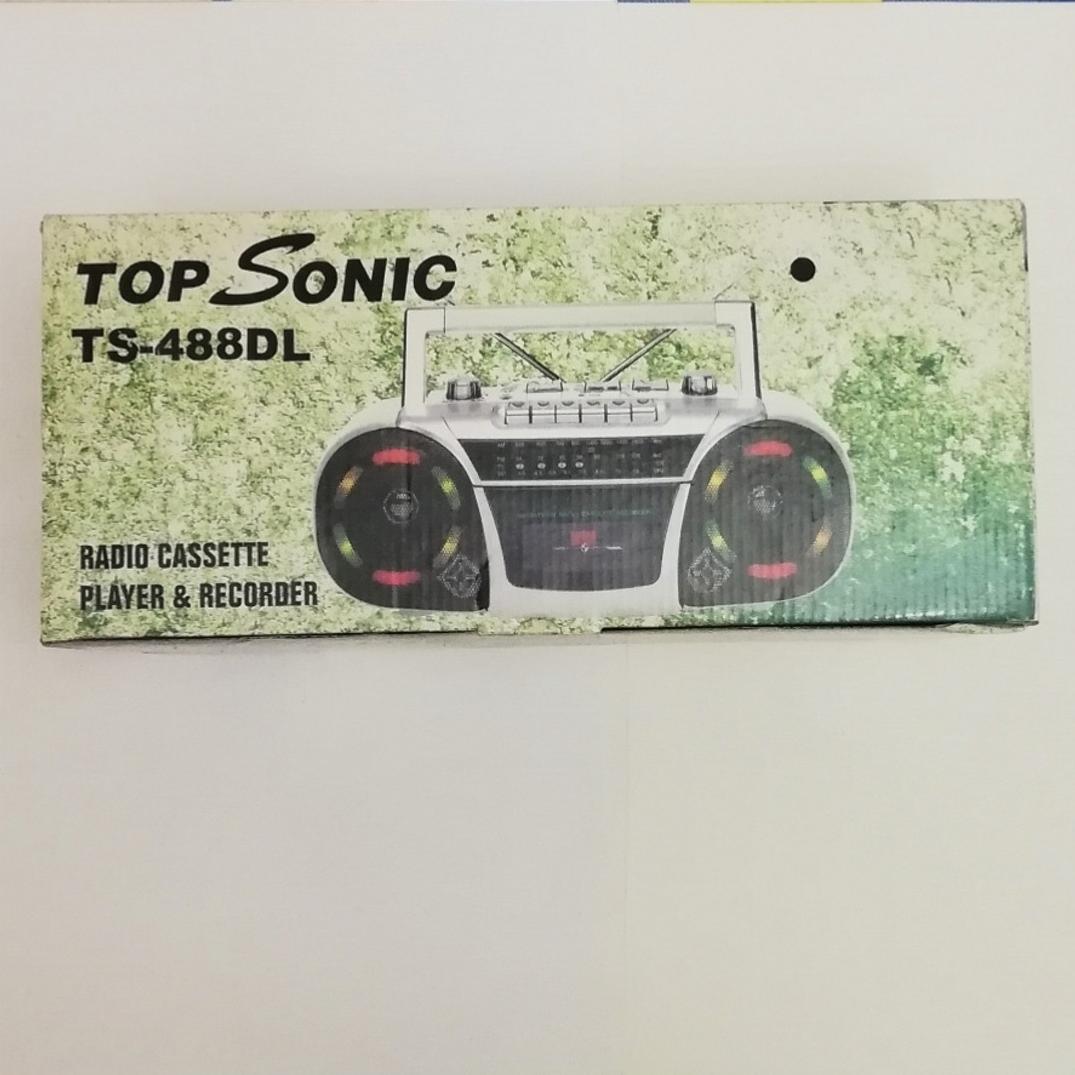 TOP SONIC
TS-488DL
RADIO CASSETTE
PLAYER & RECORDER